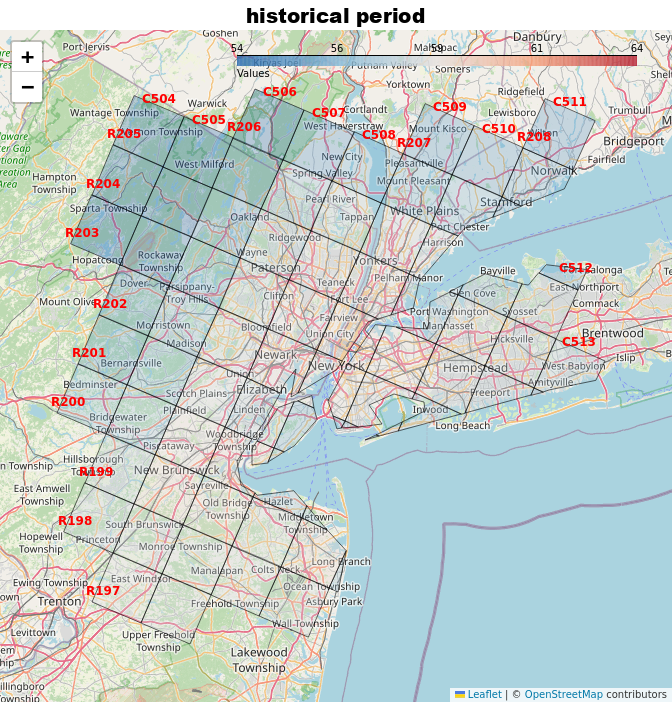 historical period
Goshen
Danbury
Port Jervis
54 56 59 61 64
Mahopac
Kiryas Joel
Putnam Valley
Somers
Values
Yorktown
Ridgefield
C504
Warwick
C506
C509
C511
Wantage Township
Cortlandt
Lewisboro
Trumbull
C505
R206
C507
West Haverstraw
Mount Kisco
C510
R205
Vernon Township
C508
R207
R208
Wilton
Bridgeport
New City
Pleasantville
Fairfield
West Milford
Spring Valley
Mount Pleasant
Norwalk
Hampton
Township
R204
Pearl River
Stamford
Sparta Township
Oakland
Tappan
White Plains
Port Chester
R203
Ridgewood
Harrison
Hopatcong
Rockaway
Township
Wayne
Paterson
Yonkers
Bayville
C512
Dover
Parsippany-
Troy Hills
Teaneck
Pelham Manor
East Northport
Mount Olive
R202
Clifton
Fort Lee
Glen Cove
Commack
Fairview
Port Washington
Syosset
Morristown
Bloomfield
Union City
Manhasset
Brentwood
Madison
Hicksville
C513
R201
Newark
New York
Islip
Bernardsville
Hempstead
West Babylon
Union
Amityville
Bedminster
Scotch Plains
Elizabeth
Freeport
R200
Plainfield
Linden
Inwood
Bridgewater
Township
Long Beach
Woodbridge
Township
Piscataway
Hillsborough
Township
R199
New Brunswick
East Amwell
Township
Sayreville
Old Bridge
Township
Hazlet
R198
Middletown
Township
South Brunswick
Hopewell
Township
Princeton
Monroe Township
Long Branch
Ewing Township
East Windsor
Manalapan
Colts Neck
R197
Ocean Township
Trenton
Freehold Township
Asbury Park
Levittown
Wall Township
Upper Freehold
Township
Lakewood
Township
Leaflet | © OpenStreetMap contributors